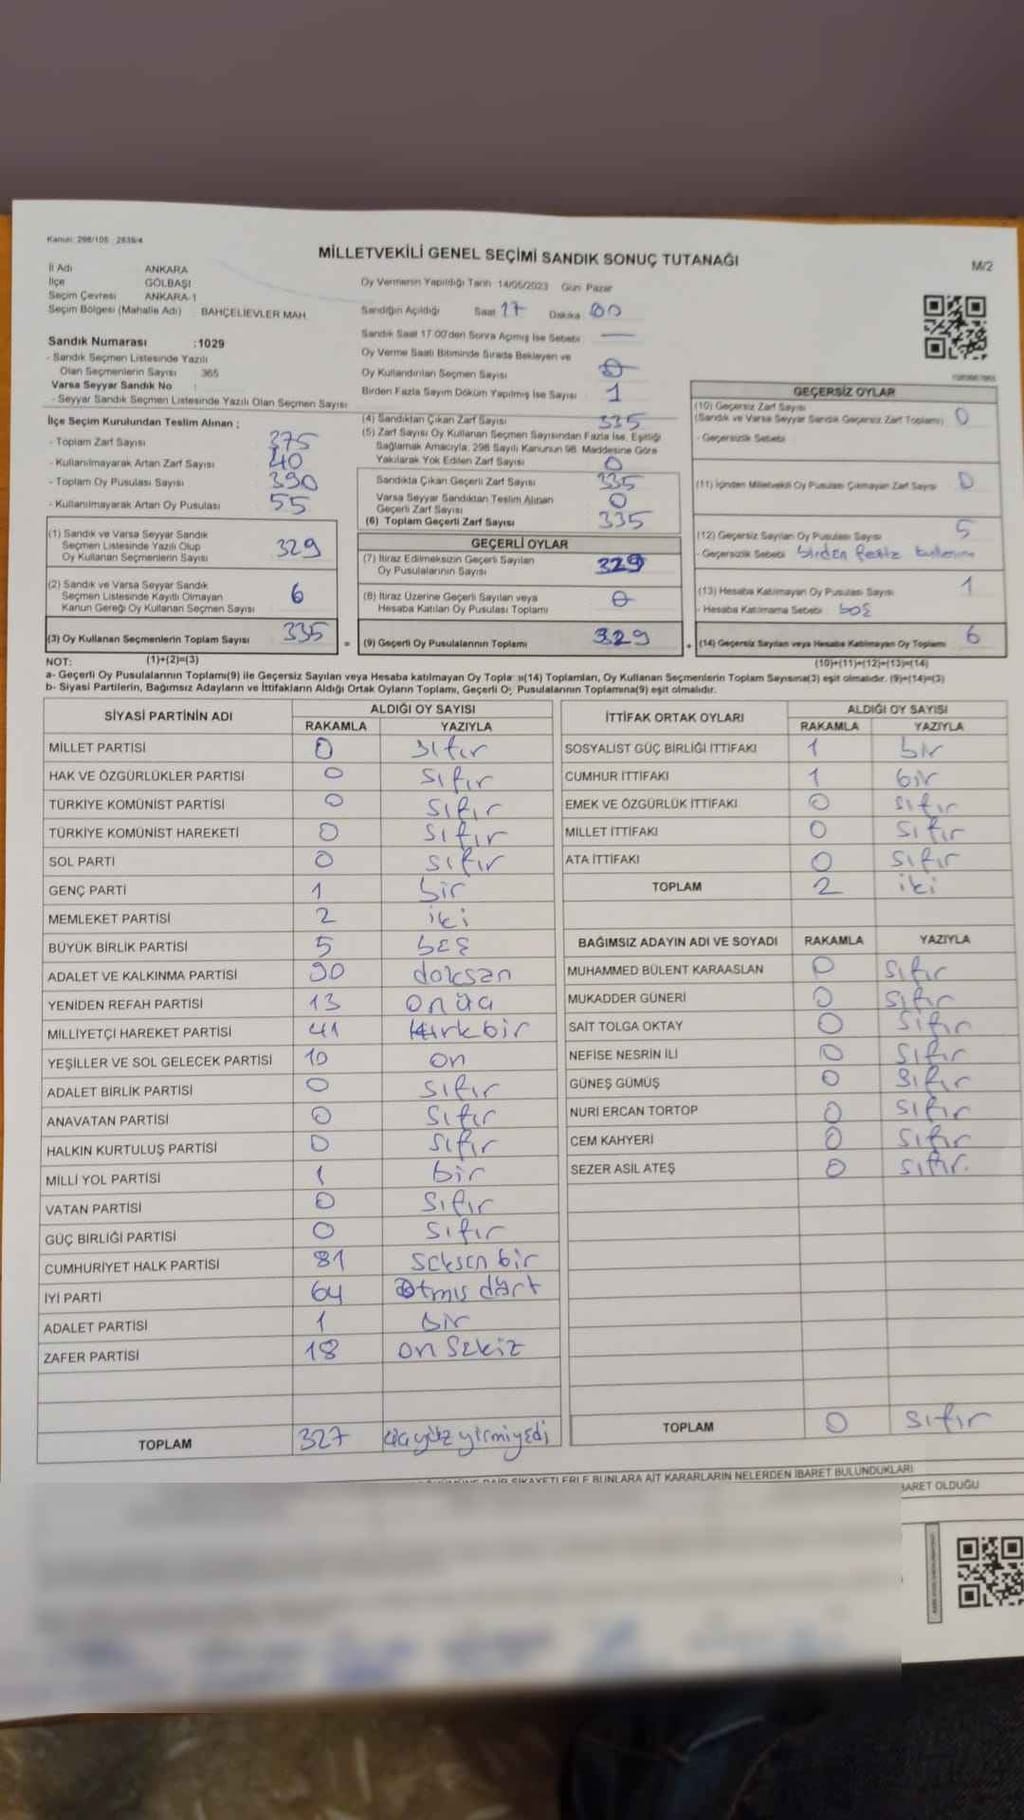 Kanun: 298/105 2839/4
MİLLETVEKİLİ GENEL SEÇİMİ SANDIK SONUÇ TUTANAĞI
M/2
İl Adı ANKARA
İlçe GÖLBAŞI
Seçim Çevresi ANKARA-1
Seçim Bölgesi (Mahalle Adı) BAHÇELİEVLER MAH.
Oy Vermenin Yapıldığı Tarih 14/05/2023 Gün Pazar
Sandığın Açıldığı Saat 17 Dakika 00
Sandık Saat 17:00'den Sonra Açılmış İse Sebebi —
Oy Verme Saati Bitiminde Sırada Bekleyen ve
Oy Kullandırılan Seçmen Sayısı 0
Birden Fazla Sayım Döküm Yapılmış İse Sayısı 1
Sandık Numarası :1029
- Sandık Seçmen Listesinde Yazılı
Olan Seçmenlerin Sayısı 365
Varsa Seyyar Sandık No :
- Seyyar Sandık Seçmen Listesinde Yazılı Olan Seçmen Sayısı
İlçe Seçim Kurulundan Teslim Alınan ;
- Toplam Zarf Sayısı 375
- Kullanılmayarak Artan Zarf Sayısı 40
- Toplam Oy Pusulası Sayısı 390
- Kullanılmayarak Artan Oy Pusulası 55
(4) Sandıktan Çıkan Zarf Sayısı 335
(5) Zarf Sayısı Oy Kullanan Seçmen Sayısından Fazla İse, Eşitliği
Sağlamak Amacıyla, 298 Sayılı Kanunun 98. Maddesine Göre
Yakılarak Yok Edilen Zarf Sayısı 0
Sandıkta Çıkan Geçerli Zarf Sayısı 335
Varsa Seyyar Sandıktan Teslim Alınan
Geçerli Zarf Sayısı 0
(6) Toplam Geçerli Zarf Sayısı 335
GEÇERSİZ OYLAR
(10) Geçersiz Zarf Sayısı
(Sandık ve Varsa Seyyar Sandık Geçersiz Zarf Toplamı) 0
- Geçersizlik Sebebi
(11) İçinden Milletvekili Oy Pusulası Çıkmayan Zarf Sayısı 0
(12) Geçersiz Sayılan Oy Pusulası Sayısı 5
- Geçersizlik Sebebi birden
(13) Hesaba Katılmayan Oy Pusulası Sayısı 1
- Hesaba Katılmama Sebebi boş
(14) Geçersiz Sayılan veya Hesaba Katılmayan Oy Toplamı 6
(10)+(11)+(12)+(13)=(14)
(1) Sandık ve Varsa Seyyar Sandık
Seçmen Listesinde Yazılı Olup
Oy Kullanan Seçmenlerin Sayısı 329
(2) Sandık ve Varsa Seyyar Sandık
Seçmen Listesinde Kayıtlı Olmayan
Kanun Gereği Oy Kullanan Seçmen Sayısı 6
(3) Oy Kullanan Seçmenlerin Toplam Sayısı 335
(1)+(2)=(3)
GEÇERLİ OYLAR
(7) İtiraz Edilmeksizin Geçerli Sayılan
Oy Pusulalarının Sayısı 329
(8) İtiraz Üzerine Geçerli Sayılan veya
Hesaba Katılan Oy Pusulası Toplamı 0
= (9) Geçerli Oy Pusulalarının Toplamı 329 +
NOT:
a- Geçerli Oy Pusulalarının Toplamı(9) ile Geçersiz Sayılan veya Hesaba katılmayan Oy Topla ı(14) Toplamları, Oy Kullanan Seçmenlerin Toplam Sayısına(3) eşit olmalıdır. (9)+(14)=(3)
b- Siyasi Partilerin, Bağımsız Adayların ve İttifakların Aldığı Ortak Oyların Toplamı, Geçerli Oy Pusulalarının Toplamına(9) eşit olmalıdır.
SİYASİ PARTİNİN ADI ALDIĞI OY SAYISI
RAKAMLA YAZIYLA
MİLLET PARTİSİ 0 sıfır
HAK VE ÖZGÜRLÜKLER PARTİSİ 0 sıfır
TÜRKİYE KOMÜNİST PARTİSİ 0 sıfır
TÜRKİYE KOMÜNİST HAREKETİ 0 sıfır
SOL PARTİ 0 sıfır
GENÇ PARTİ 1 bir
MEMLEKET PARTİSİ 2 iki
BÜYÜK BİRLİK PARTİSİ 5 beş
ADALET VE KALKINMA PARTİSİ 90 doksan
YENİDEN REFAH PARTİSİ 13 onüç
MİLLİYETÇİ HAREKET PARTİSİ 41 kırkbir
YEŞİLLER VE SOL GELECEK PARTİSİ 10 on
ADALET BİRLİK PARTİSİ 0 sıfır
ANAVATAN PARTİSİ 0 sıfır
HALKIN KURTULUŞ PARTİSİ 0 sıfır
MİLLİ YOL PARTİSİ 1 bir
VATAN PARTİSİ 0 sıfır
GÜÇ BİRLİĞİ PARTİSİ 0 sıfır
CUMHURİYET HALK PARTİSİ 81 seksen bir
İYİ PARTİ 64 atmış dört
ADALET PARTİSİ 1 bir
ZAFER PARTİSİ 18 on sekiz
TOPLAM 327 üçyüz yirmiyedi
İTTİFAK ORTAK OYLARI ALDIĞI OY SAYISI
RAKAMLA YAZIYLA
SOSYALİST GÜÇ BİRLİĞİ İTTİFAKI 1 bir
CUMHUR İTTİFAKI 1 bir
EMEK VE ÖZGÜRLÜK İTTİFAKI 0 sıfır
MİLLET İTTİFAKI 0 sıfır
ATA İTTİFAKI 0 sıfır
TOPLAM 2 iki
BAĞIMSIZ ADAYIN ADI VE SOYADI RAKAMLA YAZIYLA
MUHAMMED BÜLENT KARAASLAN 0 sıfır
MUKADDER GÜNERİ 0 sıfır
SAİT TOLGA OKTAY 0 sıfır
NEFİSE NESRİN İLİ 0 sıfır
GÜNEŞ GÜMÜŞ 0 sıfır
NURİ ERCAN TORTOP 0 sıfır
CEM KAHYERİ 0 sıfır
SEZER ASİL ATEŞ 0 sıfır.
TOPLAM 0 sıfır
DAİR ŞİKAYETLERLE BUNLARA AİT KARARLARIN NELERDEN İBARET BULUNDUKLARI
BARET OLDUĞU